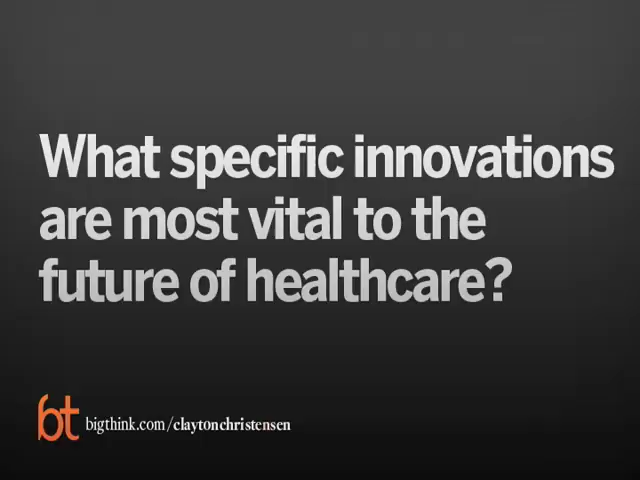 What specific innovations
are most vital to the
future of healthcare?
bt bigthink.com/claytonchristensen